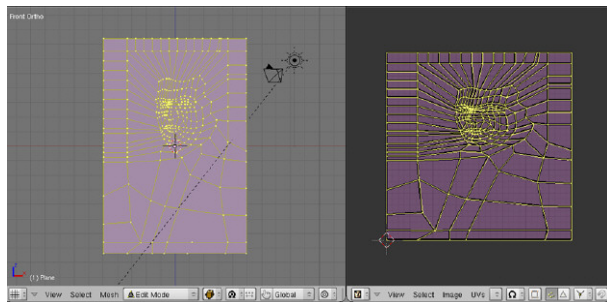 Front Ortho
(1) Plane
View Select Mesh Edit Mode Global
View Select Image UVs